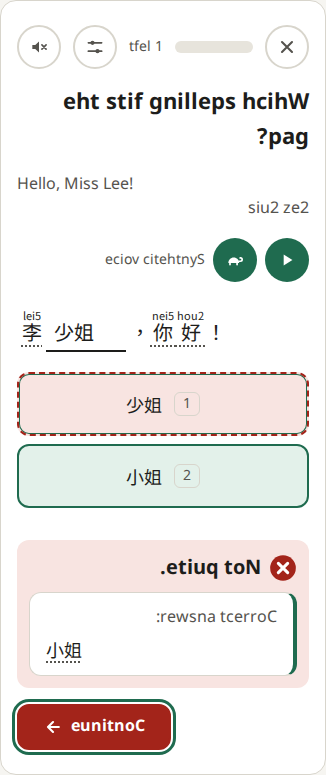 1 tfel
eht stif gnilleps hcihW
?pag
Hello, Miss Lee!
siu2 ze2
eciov citehtnyS
lei5 nei5 hou2
李 少姐 ，你 好 ！
少姐 1
小姐 2
.etiuq toN
:rewsna tcerroC
小姐
eunitnoC